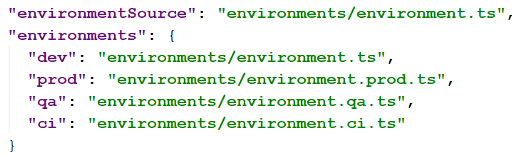 "environmentSource": "environments/environment.ts",
"environments": {
"dev": "environments/environment.ts",
"prod": "environments/environment.prod.ts",
"qa": "environments/environment.qa.ts",
"ci": "environments/environment.ci.ts"
}